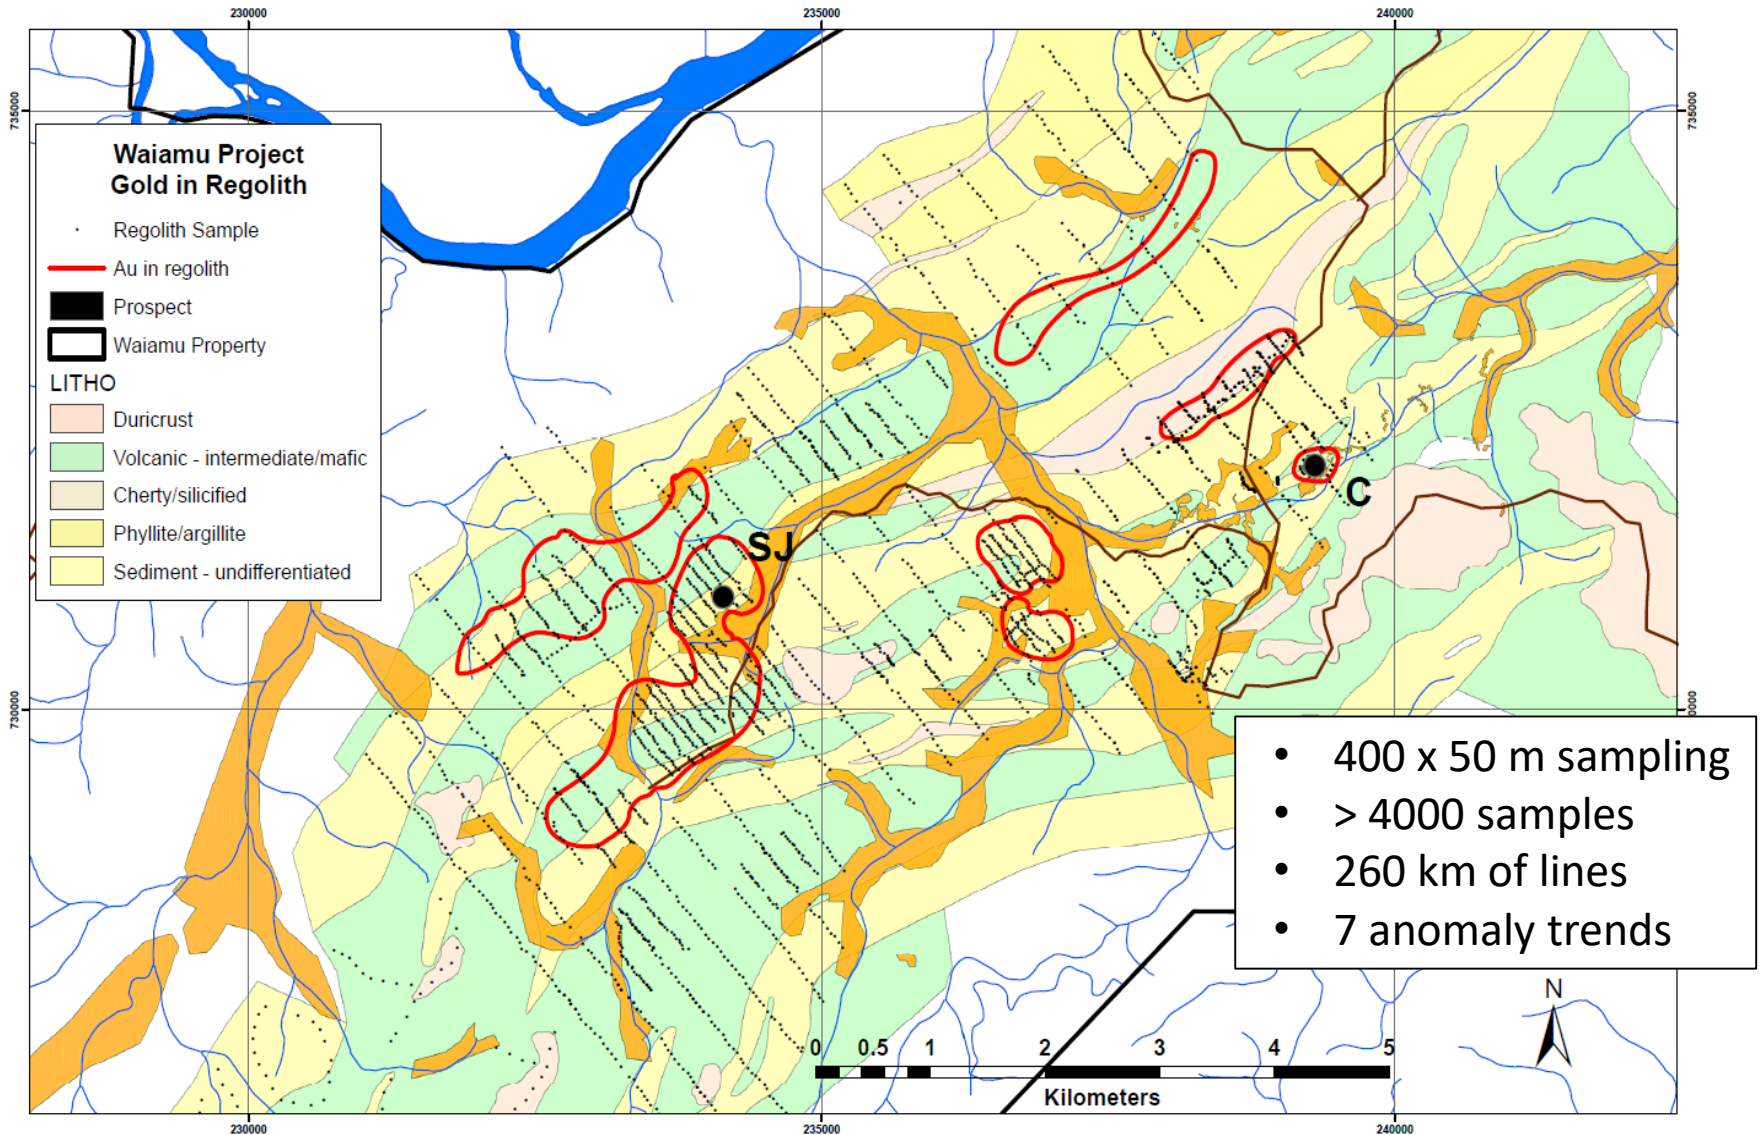 230000
235000
240000
735000
735000
Waiamu Project
Gold in Regolith
Regolith Sample
Au in regolith
Prospect
Waiamu Property
LITHO
Duricrust
Volcanic - intermediate/mafic
Cherty/silicified
Phyllite/argillite
Sediment - undifferentiated
C
SJ
730000
0000
• 400 x 50 m sampling
• > 4000 samples
• 260 km of lines
• 7 anomaly trends
N
0 0.5 1 2 3 4 5
Kilometers
230000
235000
240000